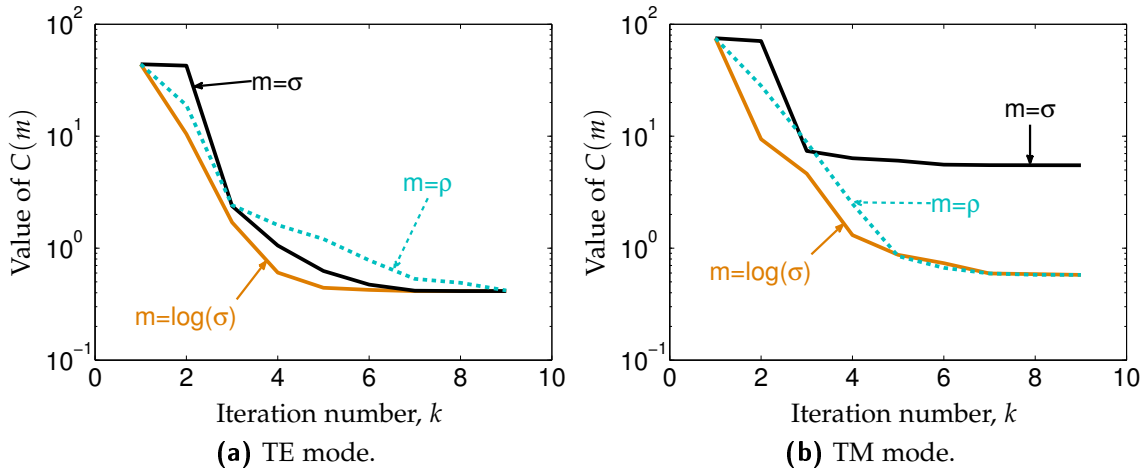 10^2
10^1
10^0
10^-1
Value of C(m)
m=σ
m=ρ
m=log(σ)
0 2 4 6 8 10
Iteration number, k
(a) TE mode.
10^2
10^1
10^0
10^-1
Value of C(m)
m=σ
m=ρ
m=log(σ)
0 2 4 6 8 10
Iteration number, k
(b) TM mode.